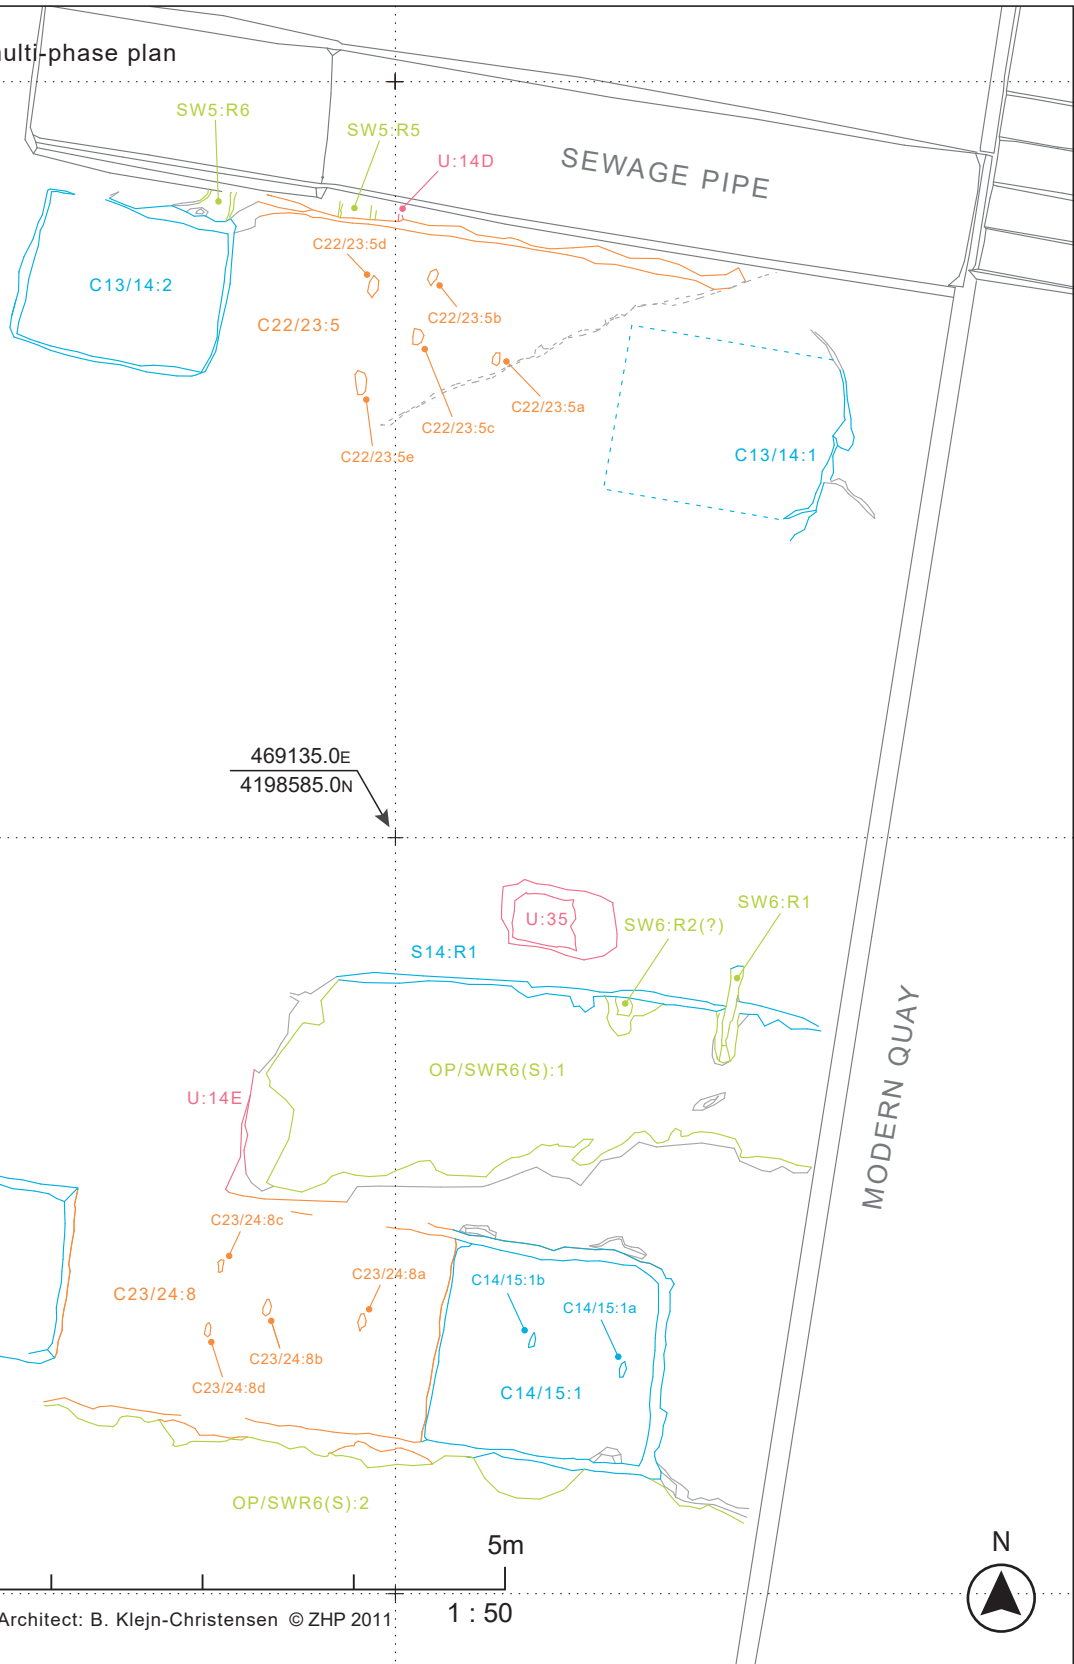 multi-phase plan
SW5:R6
SW5:R5
U:14D
SEWAGE PIPE
C22/23:5d
C13/14:2
C22/23:5
C22/23:5b
C22/23:5a
C22/23:5c
C13/14:1
C22/23:5e
469135.0E
4198585.0N
SW6:R1
U:35
SW6:R2(?)
S14:R1
MODERN QUAY
OP/SWR6(S):1
U:14E
C23/24:8c
C23/24:8a
C14/15:1b
C23/24:8
C14/15:1a
C23/24:8b
C23/24:8d
C14/15:1
OP/SWR6(S):2
5m
N
1 : 50
Architect: B. Klejn-Christensen © ZHP 2011